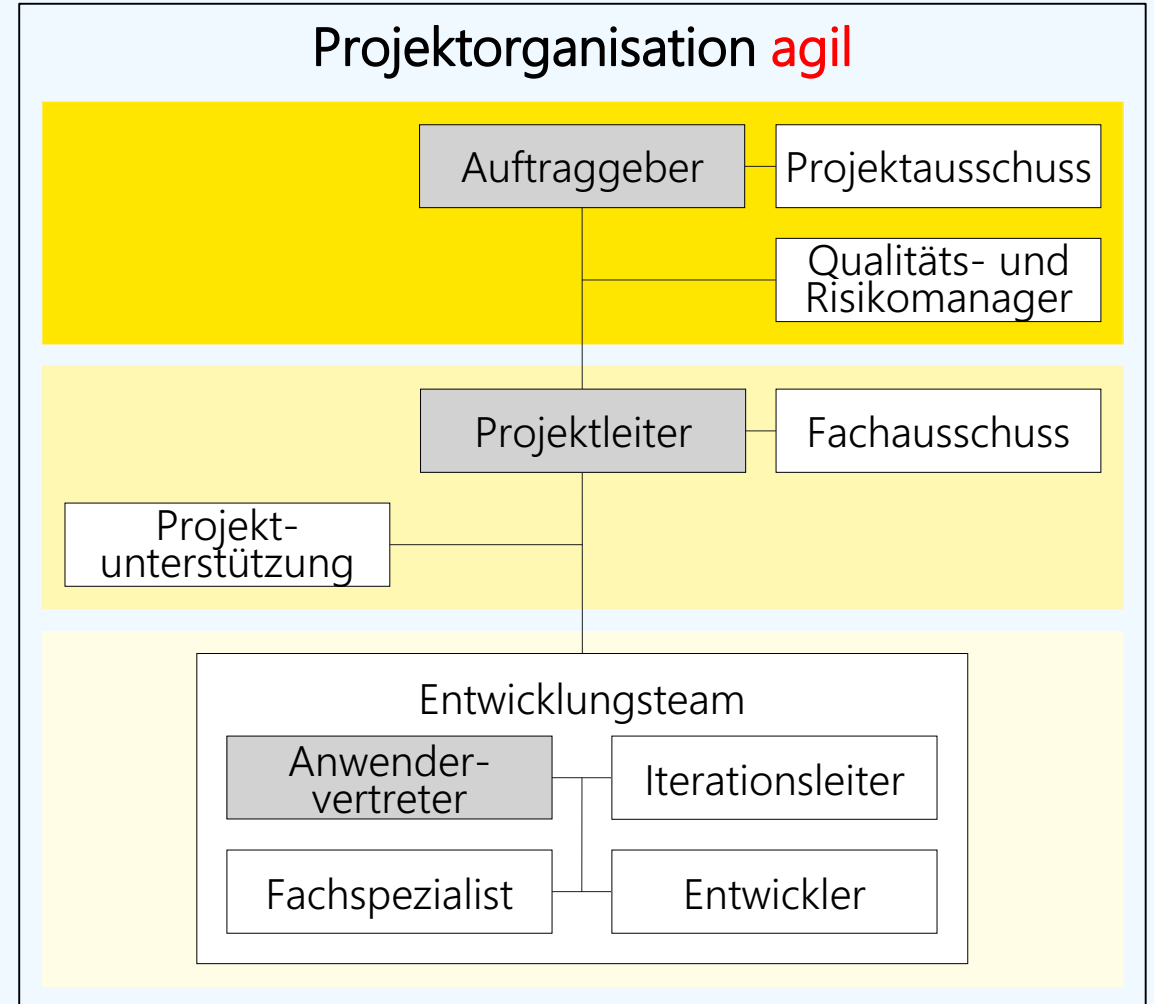 Projektorganisation agil
Auftraggeber
Projektausschuss
Qualitäts- und
Risikomanager
Projektleiter
Fachausschuss
Projekt-
unterstützung
Entwicklungsteam
Anwender-
vertreter
Iterationsleiter
Fachspezialist
Entwickler